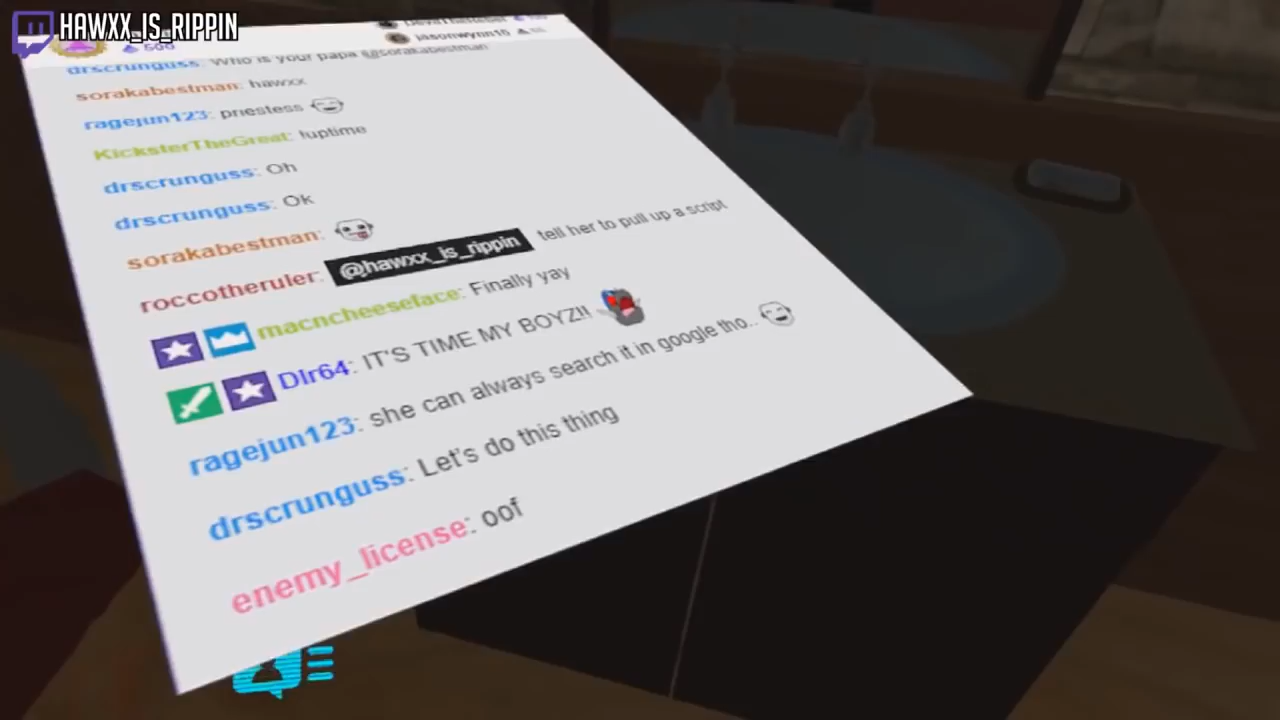 HAWXX_IS_RIPPIN
500
jasonwynn10
drscrunguss: Who is your papa @sorakabestman
sorakabestman: hawxx
ragejun123: priestess
KicksterTheGreat: !uptime
drscrunguss: Oh
drscrunguss: Ok
sorakabestman:
roccotheruler: @hawxx_is_rippin tell her to pull up a script
macncheeseface: Finally yay
Dlr64: IT'S TIME MY BOYZ!!
ragejun123: she can always search it in google tho..
drscrunguss: Let's do this thing
enemy_license: oof